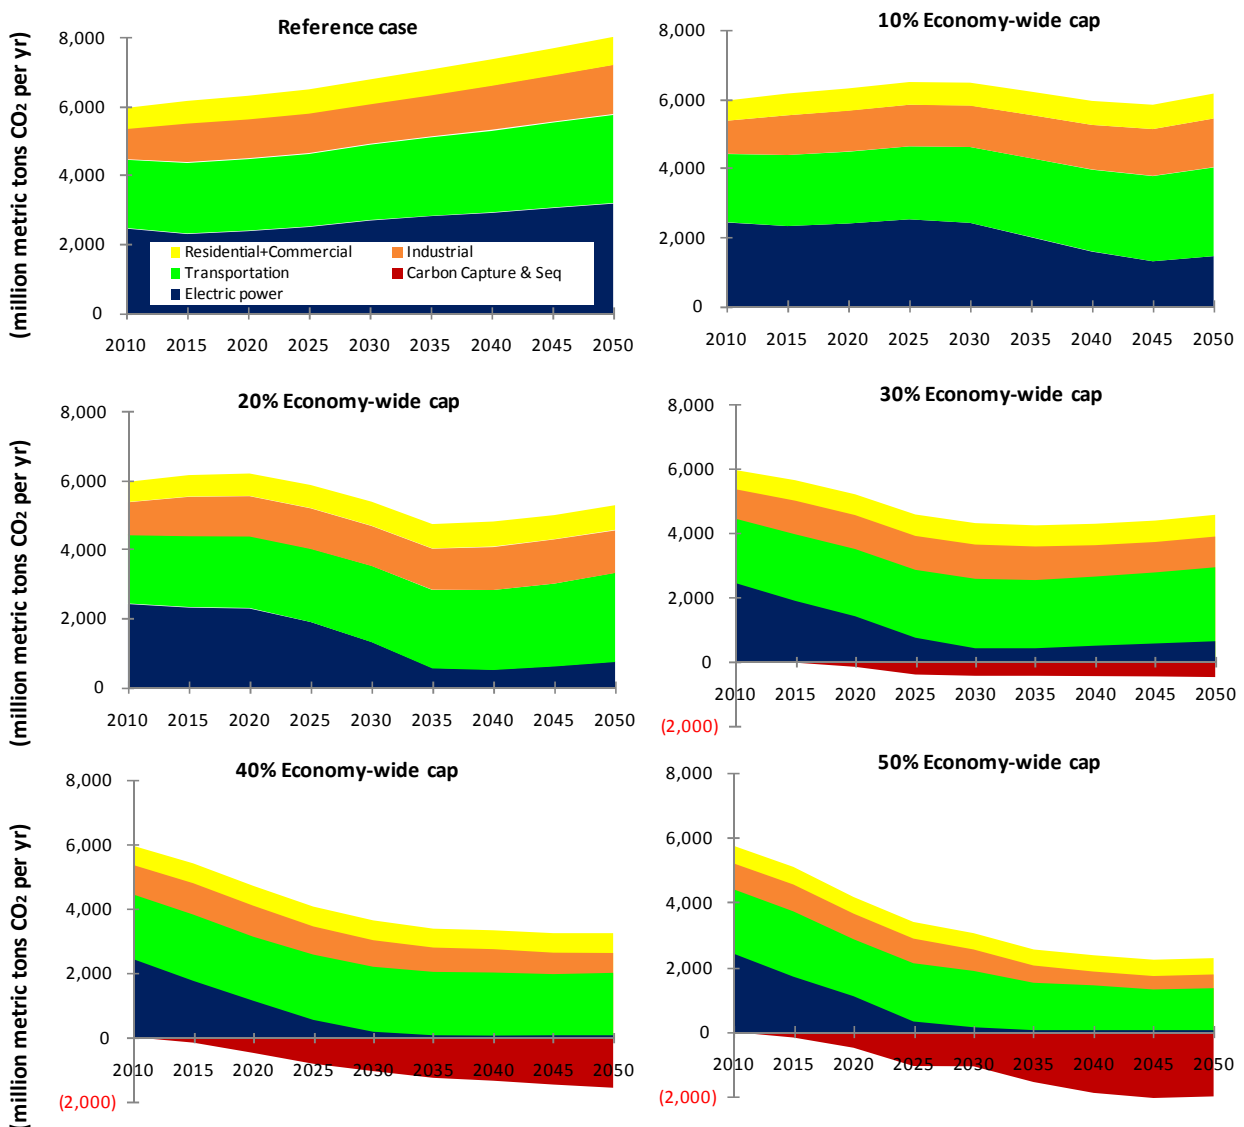 Reference case
(million metric tons CO₂ per yr)
8,000
6,000
4,000
2,000
0
Residential+Commercial
Industrial
Transportation
Carbon Capture & Seq
Electric power
2010 2015 2020 2025 2030 2035 2040 2045 2050
10% Economy-wide cap
8,000
6,000
4,000
2,000
0
2010 2015 2020 2025 2030 2035 2040 2045 2050
20% Economy-wide cap
(million metric tons CO₂ per yr)
8,000
6,000
4,000
2,000
0
2010 2015 2020 2025 2030 2035 2040 2045 2050
30% Economy-wide cap
8,000
6,000
4,000
2,000
0
2010 2015 2020 2025 2030 2035 2040 2045 2050
(2,000)
40% Economy-wide cap
(million metric tons CO₂ per yr)
8,000
6,000
4,000
2,000
0
2010 2015 2020 2025 2030 2035 2040 2045 2050
(2,000)
50% Economy-wide cap
8,000
6,000
4,000
2,000
0
2010 2015 2020 2025 2030 2035 2040 2045 2050
(2,000)